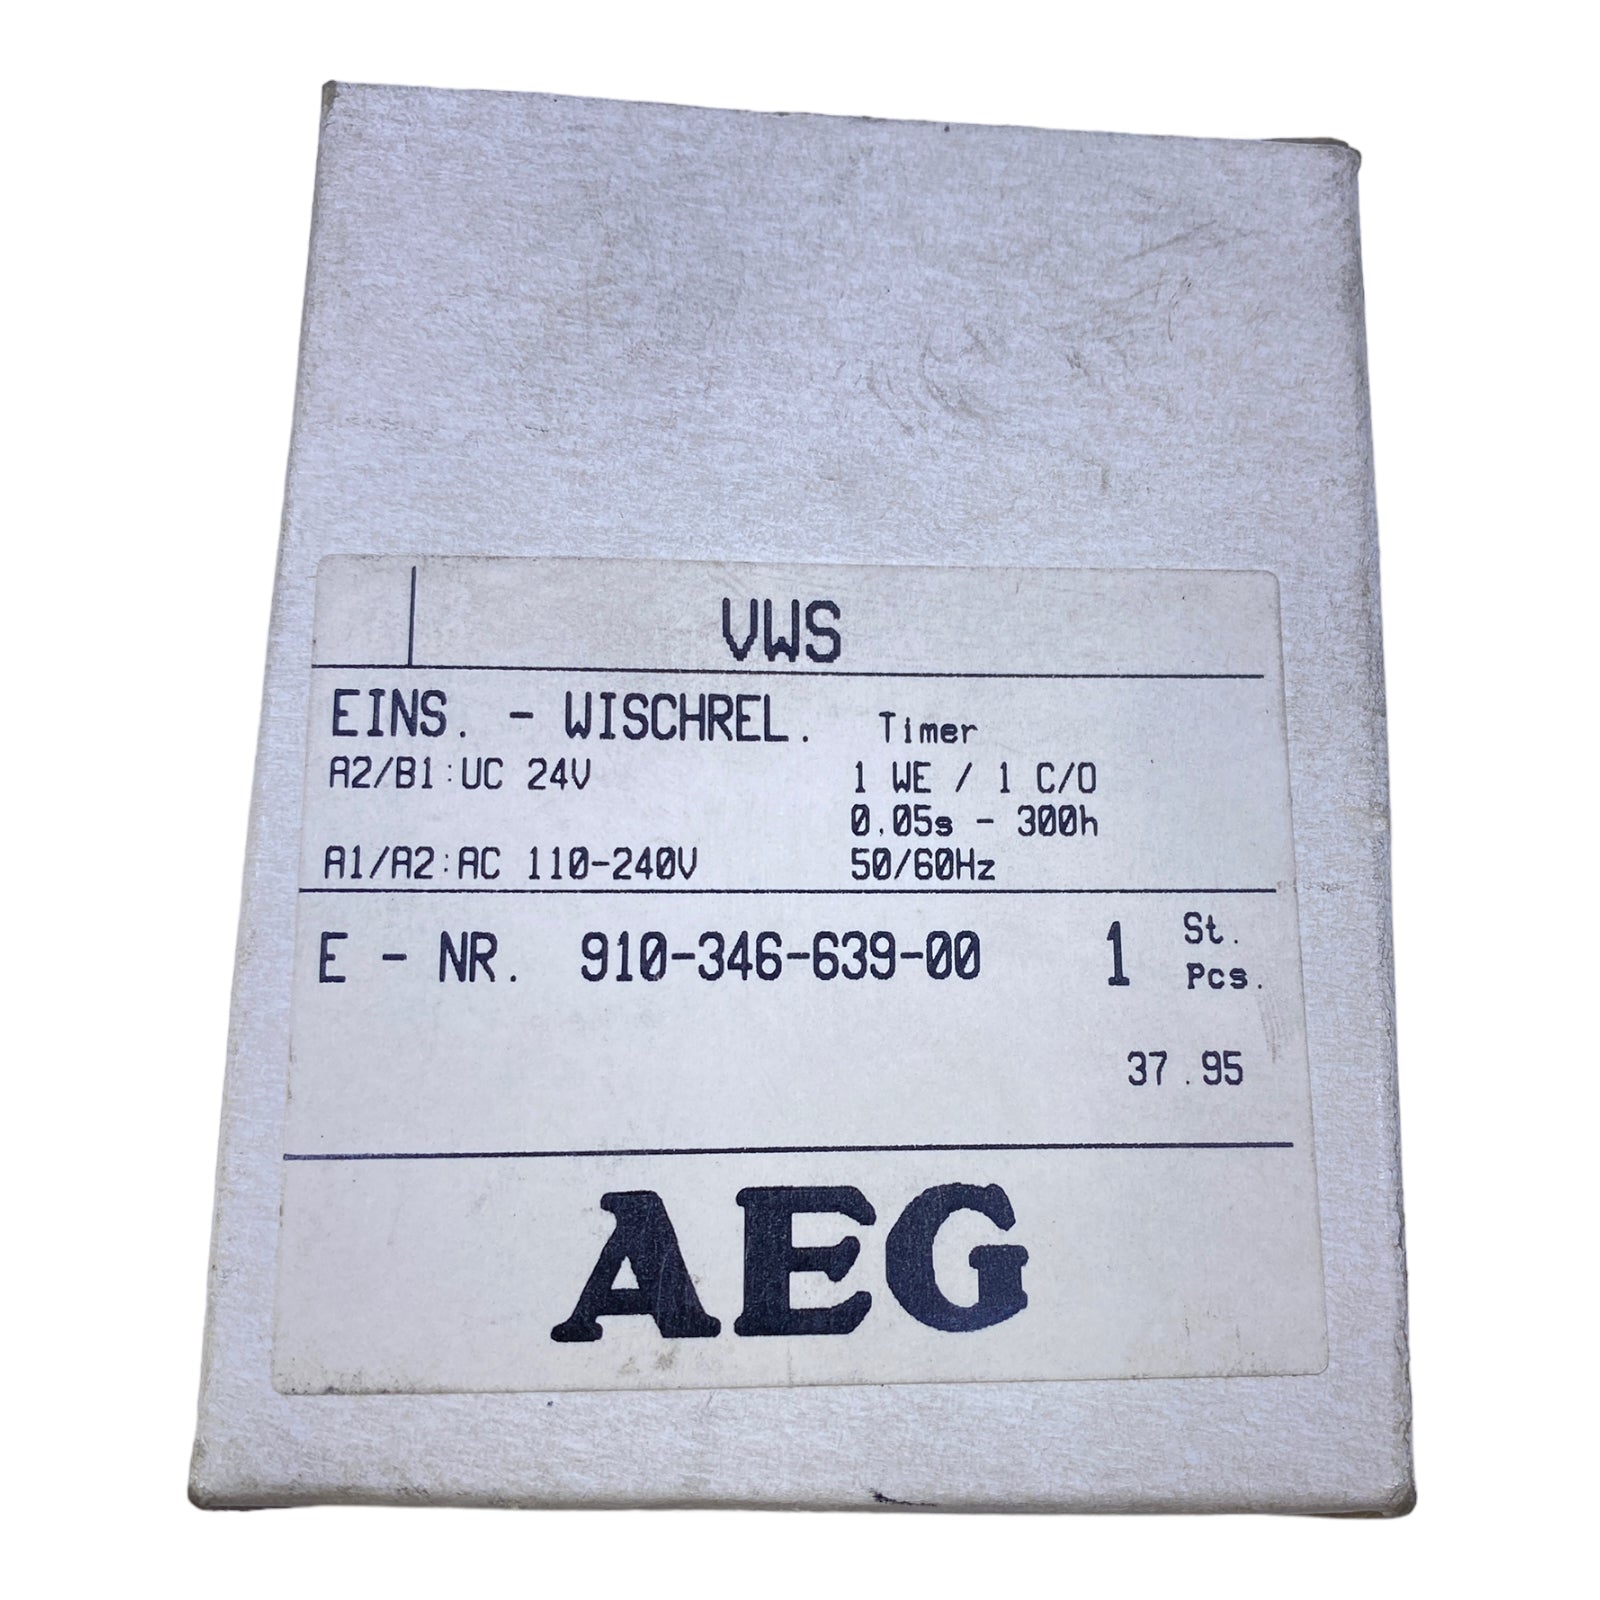 VWS
EINS. - WISCHREL. Timer
A2/B1:UC 24V 1 WE / 1 C/O
0.05s - 300h
A1/A2:AC 110-240V 50/60Hz
E - NR. 910-346-639-00 1 St.
Pcs.
37.95
AEG